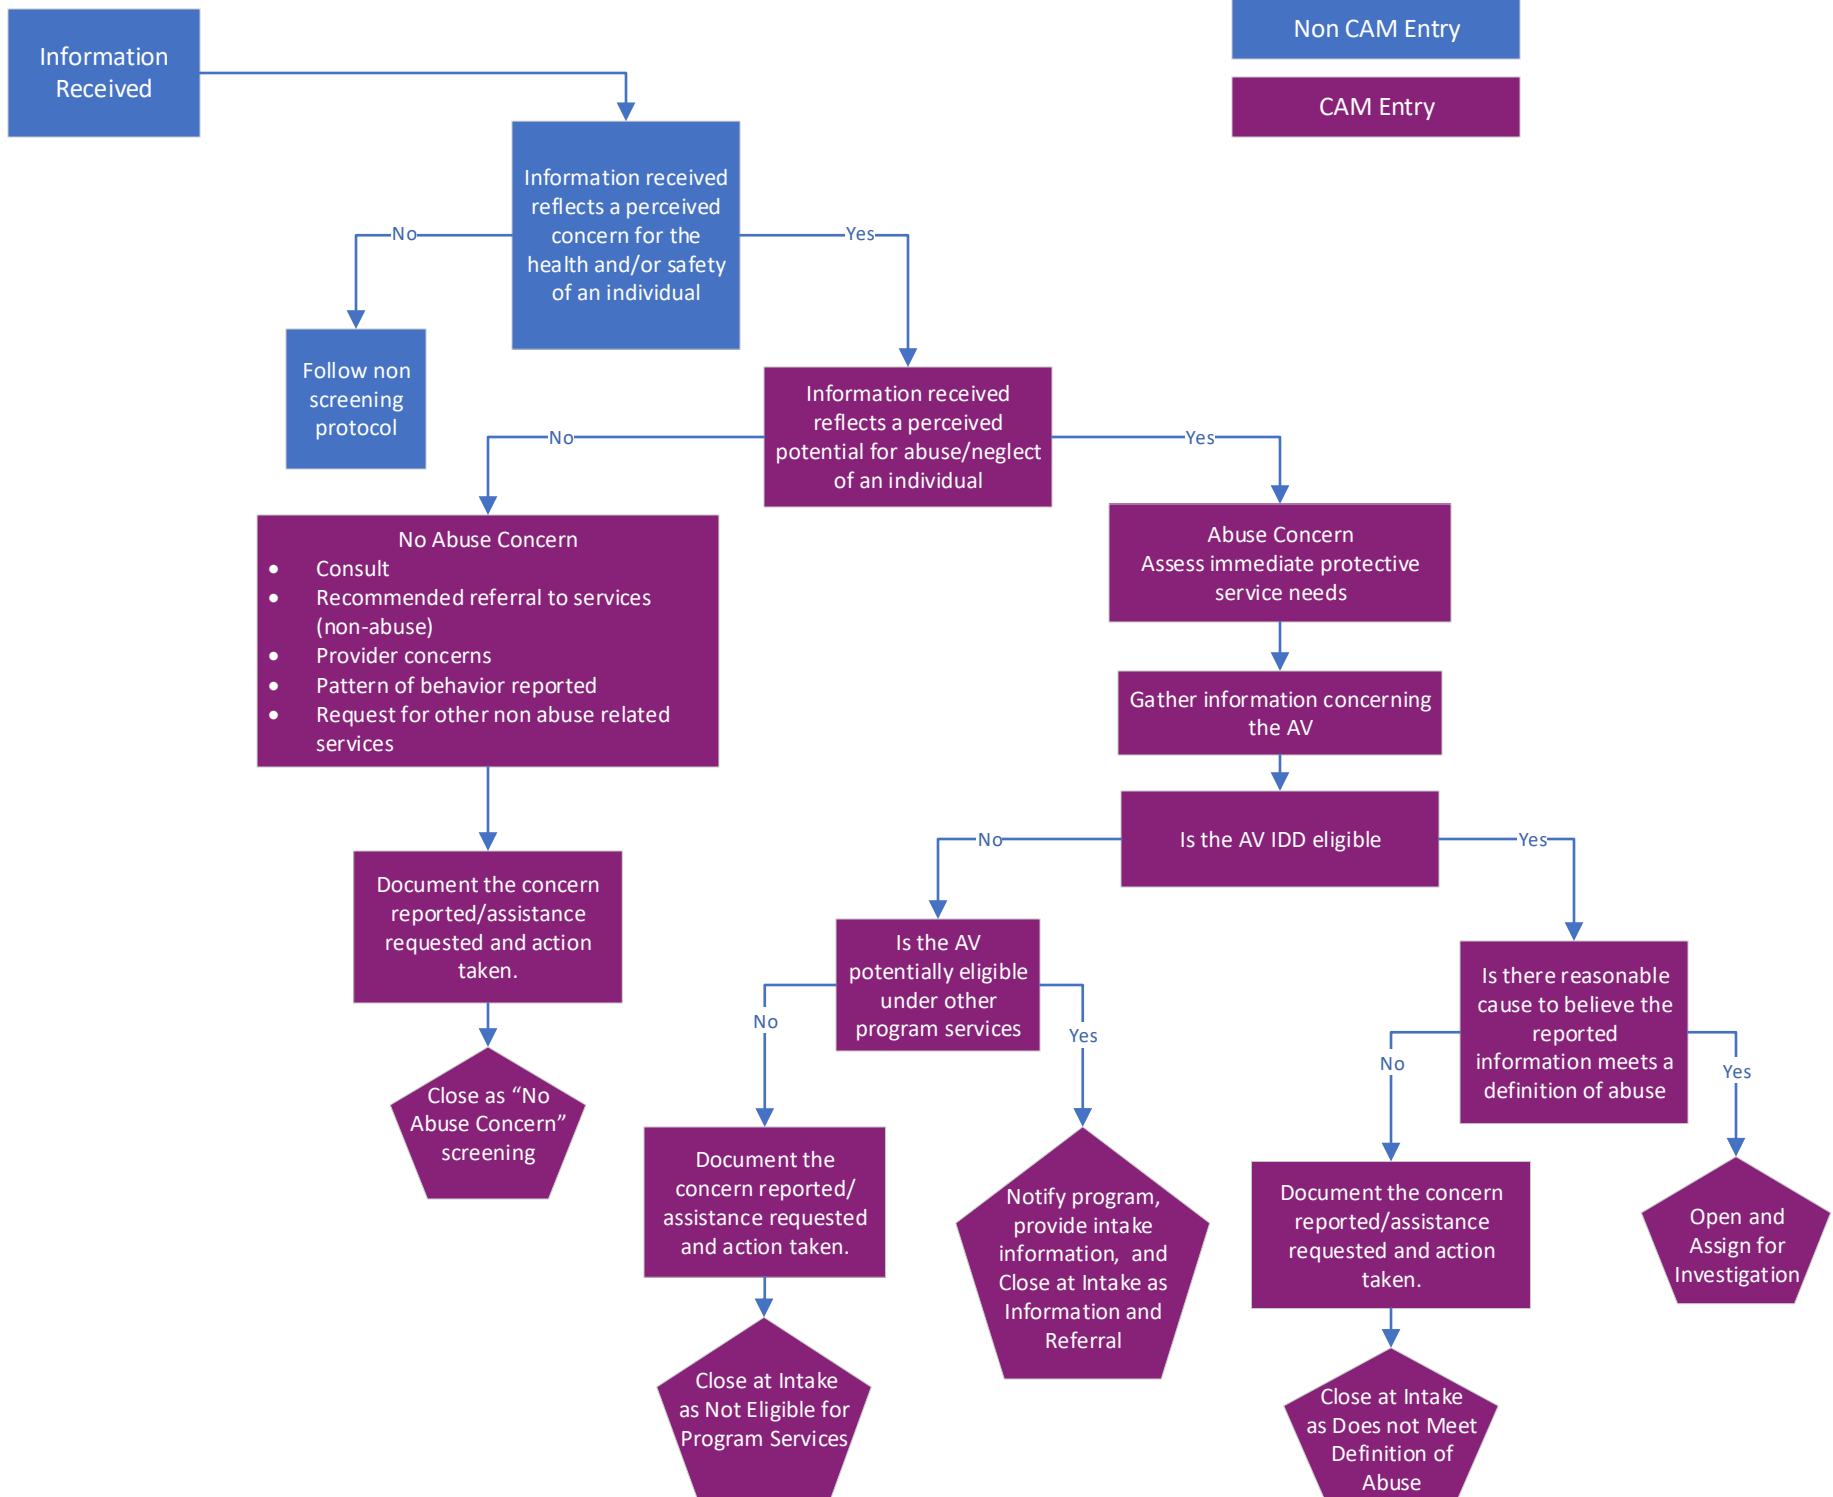 Information
Received
Non CAM Entry
CAM Entry
Information received
reflects a perceived
concern for the
health and/or safety
of an individual
No
Yes
Follow non
screening
protocol
Information received
reflects a perceived
potential for abuse/neglect
of an individual
No
Yes
No Abuse Concern
• Consult
• Recommended referral to services
(non-abuse)
• Provider concerns
• Pattern of behavior reported
• Request for other non abuse related
services
Abuse Concern
Assess immediate protective
service needs
Gather information concerning
the AV
Is the AV IDD eligible
No
Yes
Document the concern
reported/assistance
requested and action
taken.
Close as “No
Abuse Concern”
screening
Is the AV
potentially eligible
under other
program services
No
Yes
Is there reasonable
cause to believe the
reported
information meets a
definition of abuse
No
Yes
Document the
concern reported/
assistance requested
and action taken.
Notify program,
provide intake
information, and
Close at Intake as
Information and
Referral
Document the concern
reported/assistance
requested and action
taken.
Open and
Assign for
Investigation
Close at Intake
as Not Eligible for
Program Services
Close at Intake
as Does not Meet
Definition of
Abuse